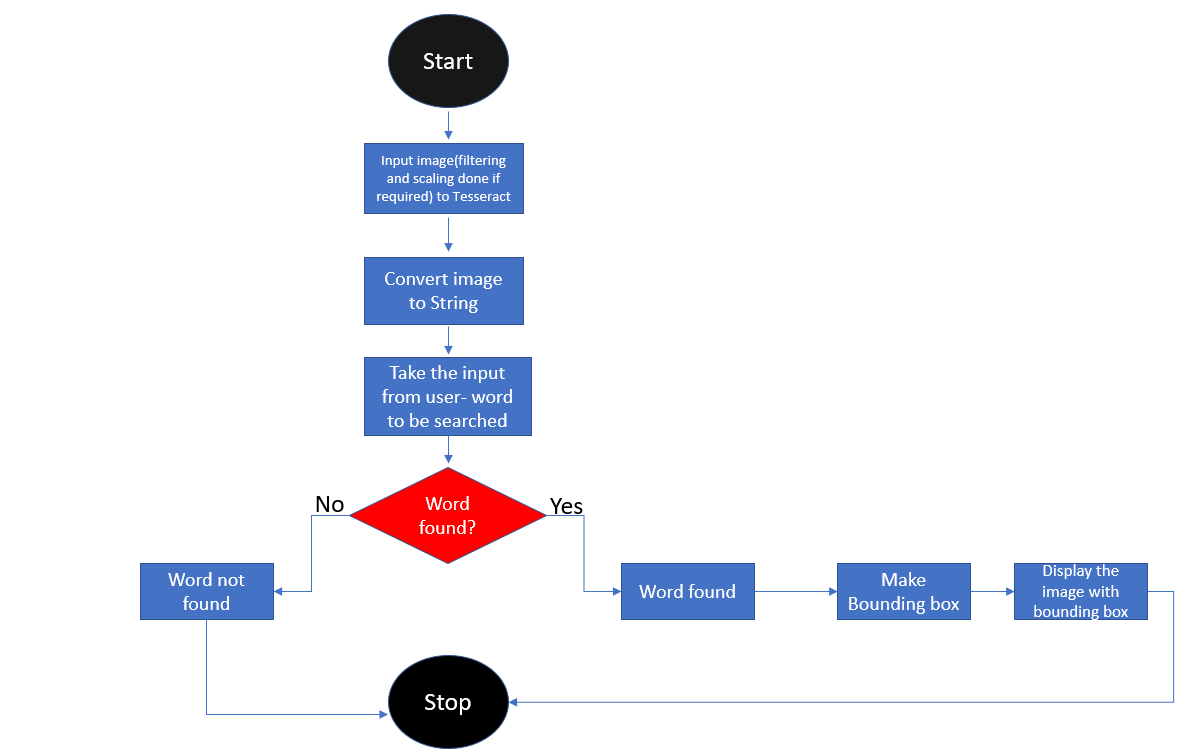 Start
Input image(filtering
and scaling done if
required) to Tesseract
Convert image
to String
Take the input
from user- word
to be searched
No
Word
found?
Yes
Word not
found
Word found
Make
Bounding box
Display the
image with
bounding box
Stop